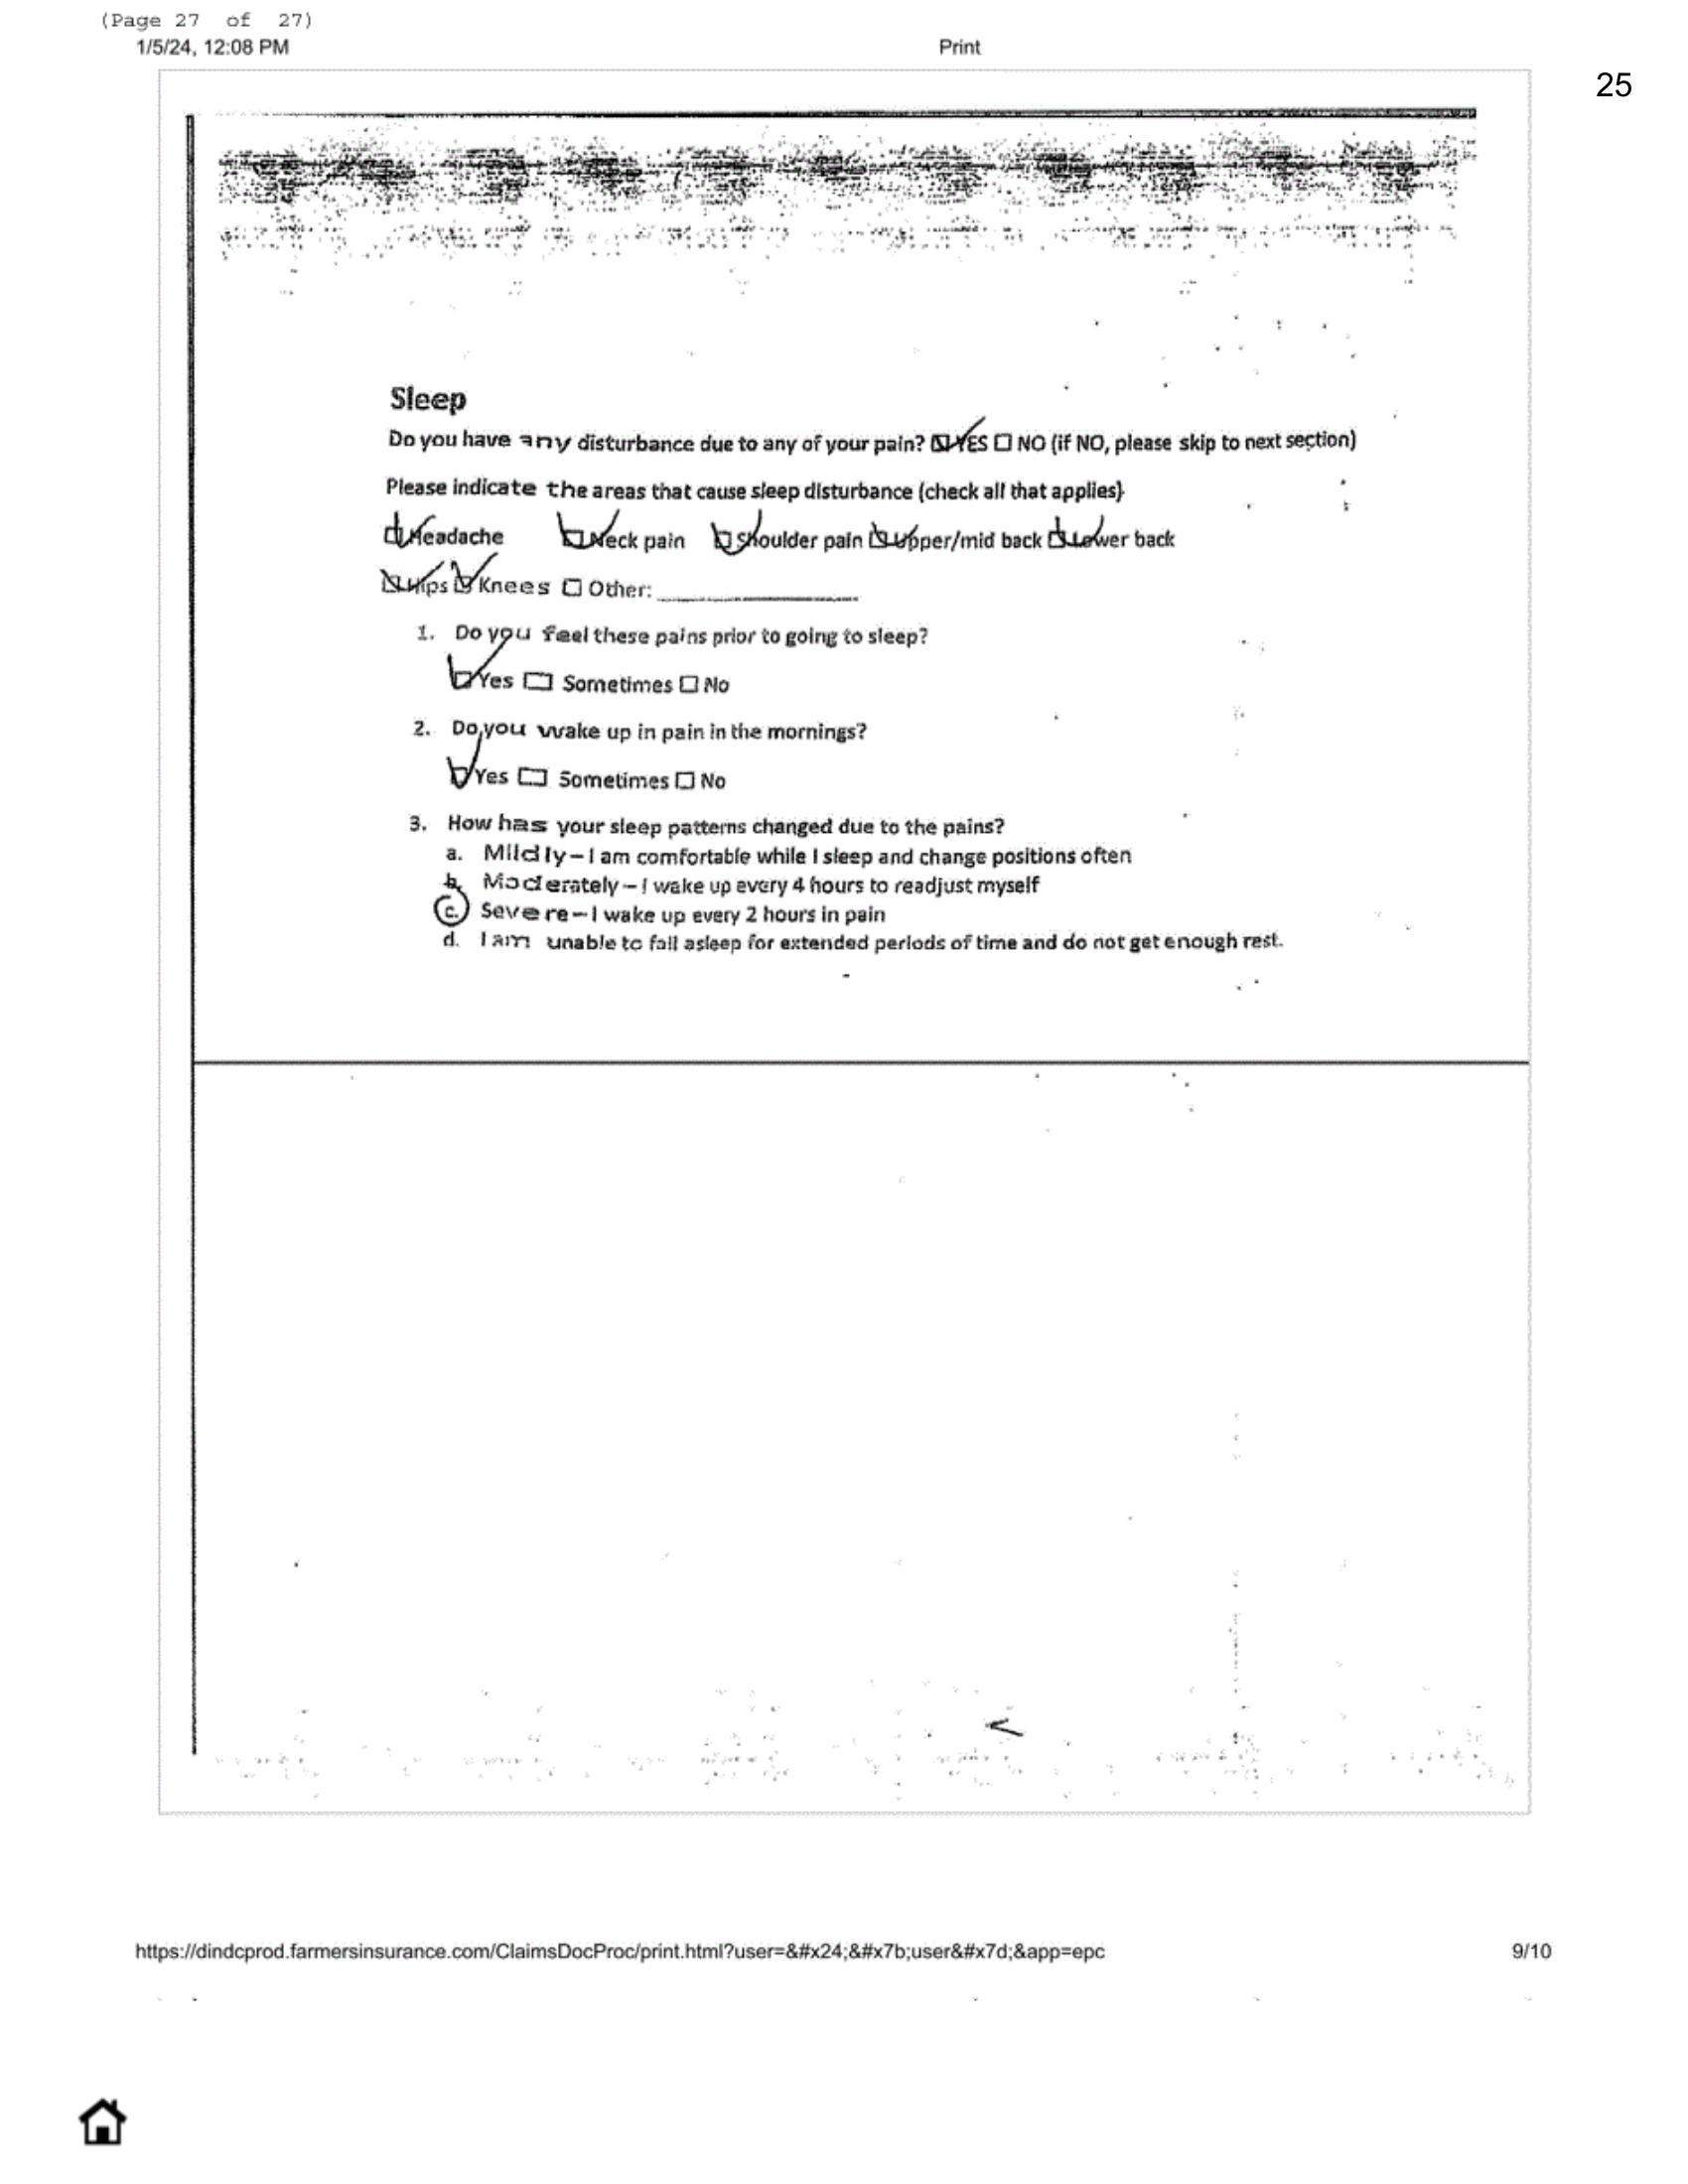 (Page 27 of 27)
1/5/24, 12:08 PM Print
25
Sleep
Do you have any disturbance due to any of your pain? ☑ YES ☐ NO (if NO, please skip to next section)
Please indicate the areas that cause sleep disturbance (check all that applies)
☑ Headache ☑ Neck pain ☑ Shoulder pain ☑ Upper/mid back ☑ Lower back
☑ Hips ☑ Knees ☐ Other: ____________
1. Do you feel these pains prior to going to sleep?
☑ Yes ☐ Sometimes ☐ No
2. Do you wake up in pain in the mornings?
☑ Yes ☐ Sometimes ☐ No
3. How has your sleep patterns changed due to the pains?
a. Mildly – I am comfortable while I sleep and change positions often
b. Moderately – I wake up every 4 hours to readjust myself
c. Severe – I wake up every 2 hours in pain
d. I am unable to fall asleep for extended periods of time and do not get enough rest.
https://dindcprod.farmersinsurance.com/ClaimsDocProc/print.html?user=&#x24;&#x7b;user&#x7d;&app=epc 9/10